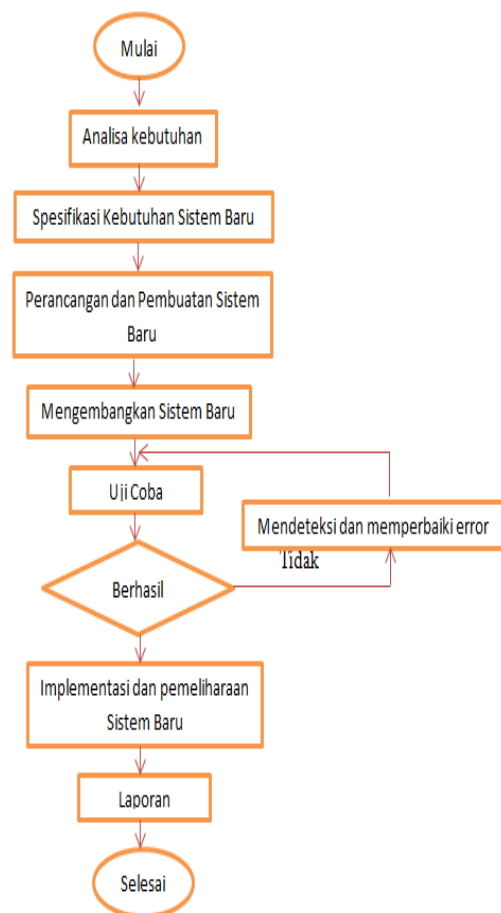 Mulai
Analisa kebutuhan
Spesifikasi Kebutuhan Sistem Baru
Perancangan dan Pembuatan Sistem
Baru
Mengembangkan Sistem Baru
Uji Coba
Mendeteksi dan memperbaiki error
Tidak
Berhasil
Implementasi dan pemeliharaan
Sistem Baru
Laporan
Selesai